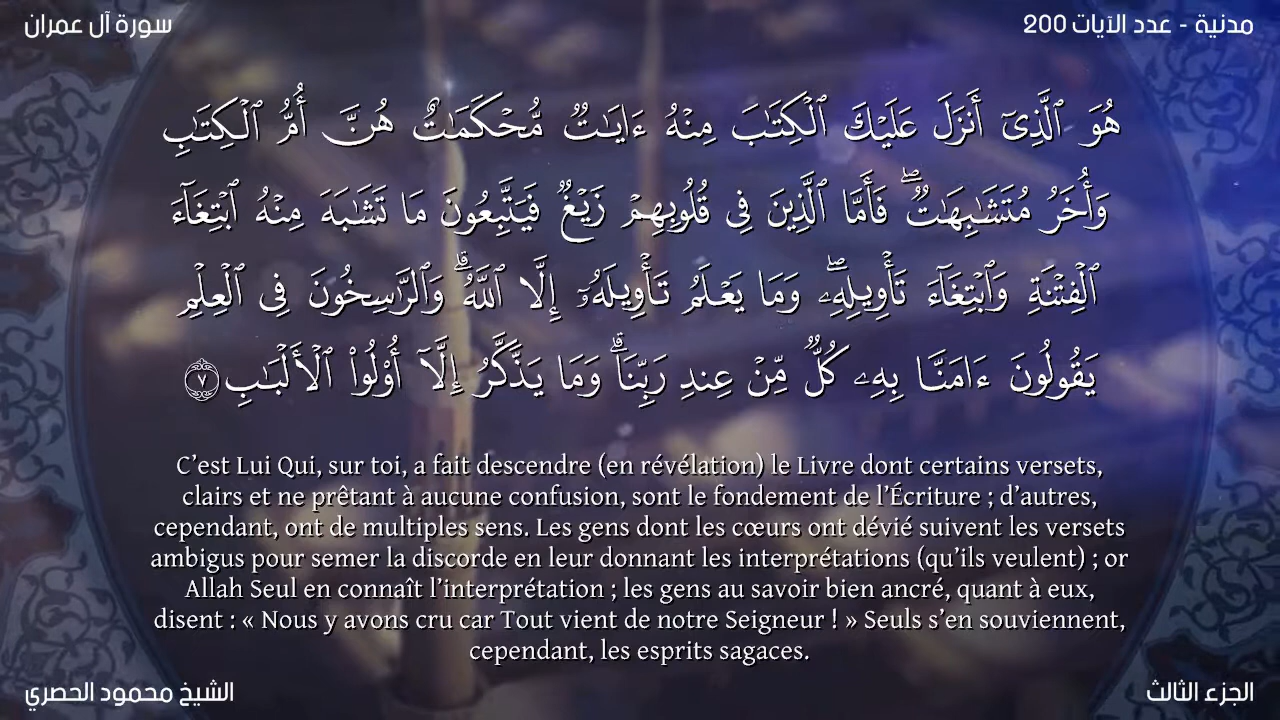 سورة آل عمران
مدنية - عدد الآيات 200
هُوَ ٱلَّذِىٓ أَنزَلَ عَلَيْكَ ٱلْكِتَٰبَ مِنْهُ ءَايَٰتٌ مُّحْكَمَٰتٌ هُنَّ أُمُّ ٱلْكِتَٰبِ
وَأُخَرُ مُتَشَٰبِهَٰتٌ ۖ فَأَمَّا ٱلَّذِينَ فِى قُلُوبِهِمْ زَيْغٌ فَيَتَّبِعُونَ مَا تَشَٰبَهَ مِنْهُ ٱبْتِغَآءَ
ٱلْفِتْنَةِ وَٱبْتِغَآءَ تَأْوِيلِهِۦ ۖ وَمَا يَعْلَمُ تَأْوِيلَهُۥٓ إِلَّا ٱللَّهُ ۗ وَٱلرَّٰسِخُونَ فِى ٱلْعِلْمِ
يَقُولُونَ ءَامَنَّا بِهِۦ كُلٌّ مِّنْ عِندِ رَبِّنَا ۗ وَمَا يَذَّكَّرُ إِلَّآ أُو۟لُوا۟ ٱلْأَلْبَٰبِ ٧
C’est Lui Qui, sur toi, a fait descendre (en révélation) le Livre dont certains versets,
clairs et ne prêtant à aucune confusion, sont le fondement de l’Écriture ; d’autres,
cependant, ont de multiples sens. Les gens dont les cœurs ont dévié suivent les versets
ambigus pour semer la discorde en leur donnant les interprétations (qu’ils veulent) ; or
Allah Seul en connaît l’interprétation ; les gens au savoir bien ancré, quant à eux,
disent : « Nous y avons cru car Tout vient de notre Seigneur ! » Seuls s’en souviennent,
cependant, les esprits sagaces.
الشيخ محمود الحصري
الجزء الثالث